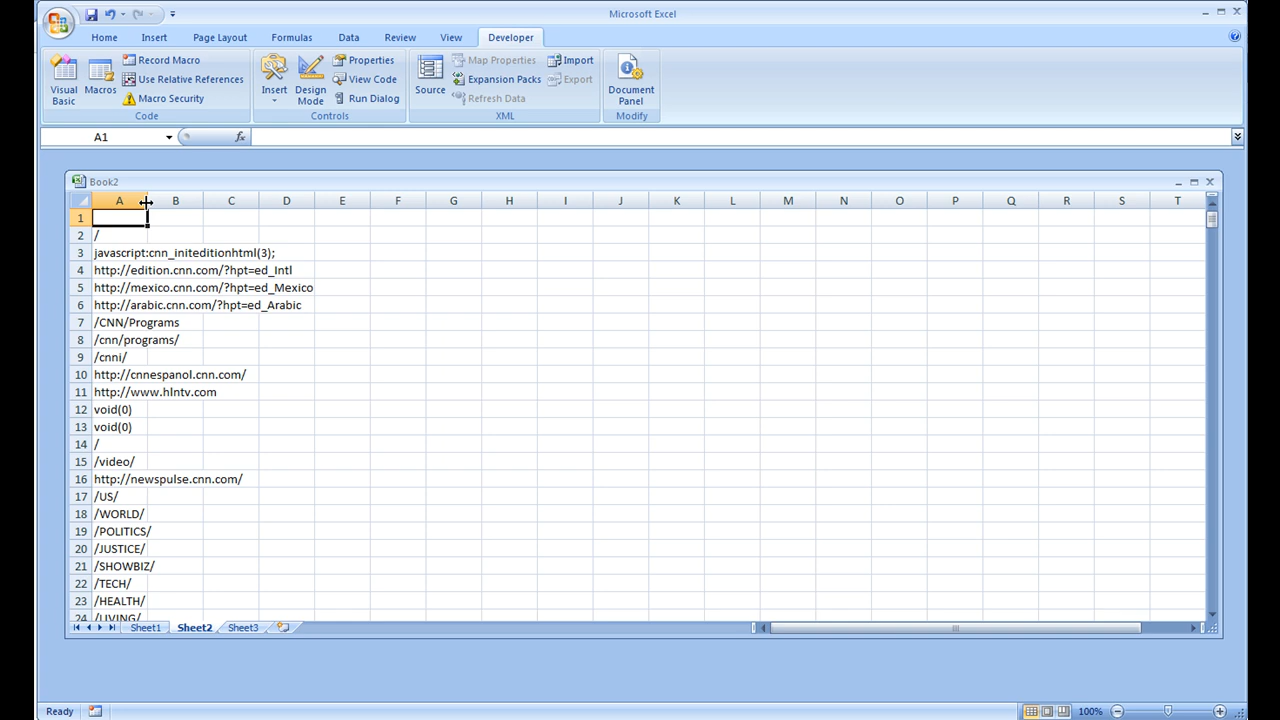 Microsoft Excel
Home Insert Page Layout Formulas Data Review View Developer
Visual Basic
Macros
Record Macro
Use Relative References
Macro Security
Code
Insert
Design Mode
Properties
View Code
Run Dialog
Controls
Source
Map Properties
Expansion Packs
Refresh Data
Import
Export
XML
Document Panel
Modify
A1 fx
Book2
A B C D E F G H I J K L M N O P Q R S T
1
2 /
3 javascript:cnn_initeditionhtml(3);
4 http://edition.cnn.com/?hpt=ed_Intl
5 http://mexico.cnn.com/?hpt=ed_Mexico
6 http://arabic.cnn.com/?hpt=ed_Arabic
7 /CNN/Programs
8 /cnn/programs/
9 /cnni/
10 http://cnnespanol.cnn.com/
11 http://www.hlntv.com
12 void(0)
13 void(0)
14 /
15 /video/
16 http://newspulse.cnn.com/
17 /US/
18 /WORLD/
19 /POLITICS/
20 /JUSTICE/
21 /SHOWBIZ/
22 /TECH/
23 /HEALTH/
24 /LIVING/
Sheet1 Sheet2 Sheet3
Ready 100%